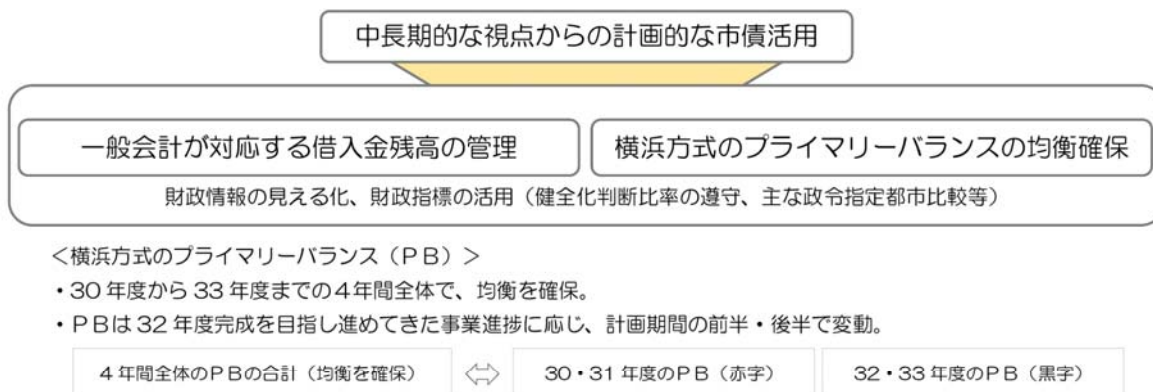 中長期的な視点からの計画的な市債活用
一般会計が対応する借入金残高の管理
横浜方式のプライマリーバランスの均衡確保
財政情報の見える化、財政指標の活用（健全化判断比率の遵守、主な政令指定都市比較等）
＜横浜方式のプライマリーバランス（ＰＢ）＞
・30 年度から 33 年度までの４年間全体で、均衡を確保。
・ＰＢは 32 年度完成を目指し進めてきた事業進捗に応じ、計画期間の前半・後半で変動。
４年間全体のＰＢの合計（均衡を確保）
30・31 年度のＰＢ（赤字）
32・33 年度のＰＢ（黒字）